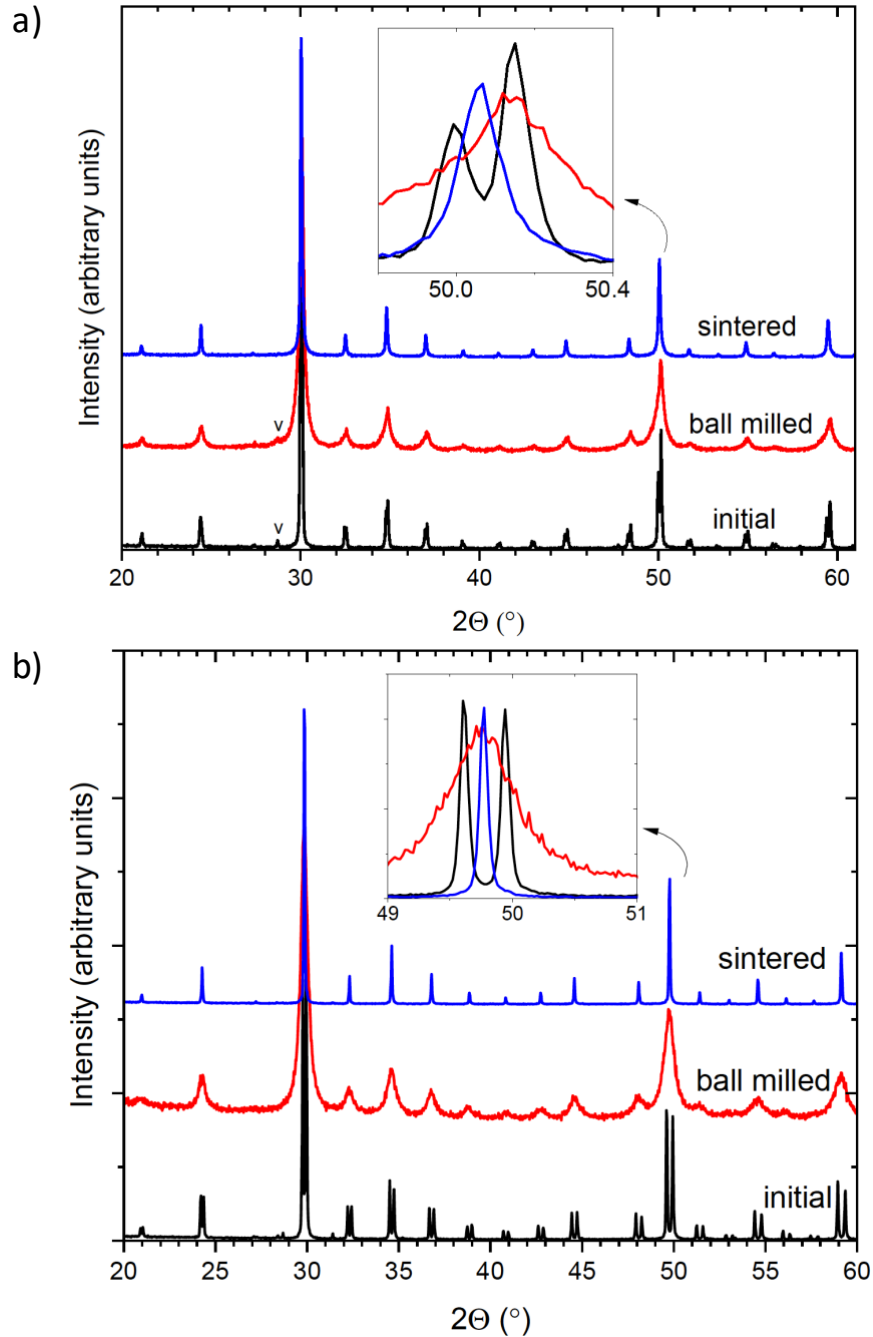 a)
Intensity (arbitrary units)
50.0 50.4
sintered
v
ball milled
v
initial
20 30 40 50 60
2Θ (°)
b)
Intensity (arbitrary units)
49 50 51
sintered
ball milled
initial
20 25 30 35 40 45 50 55 60
2Θ (°)